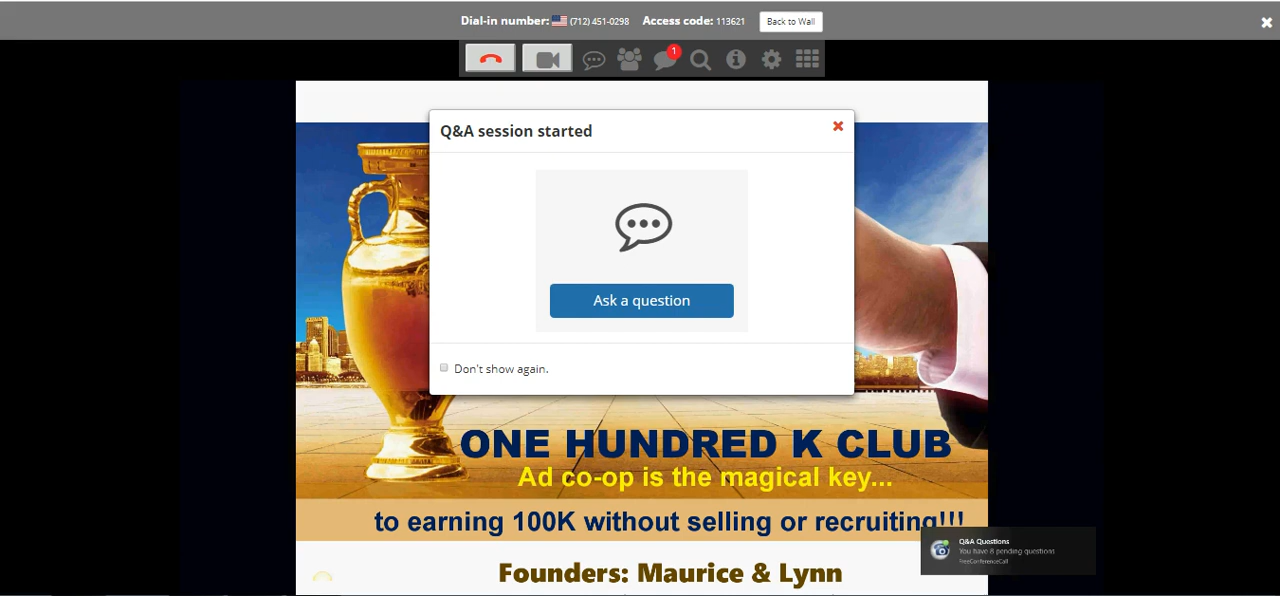 Dial-in number: (712) 451-0298 Access code: 113621 Back to Wall
1
Q&A session started
Ask a question
Don't show again.
ONE HUNDRED K CLUB
Ad co-op is the magical key...
to earning 100K without selling or recruiting!!!
Founders: Maurice & Lynn
Q&A Questions
You have 8 pending questions
FreeConferenceCall